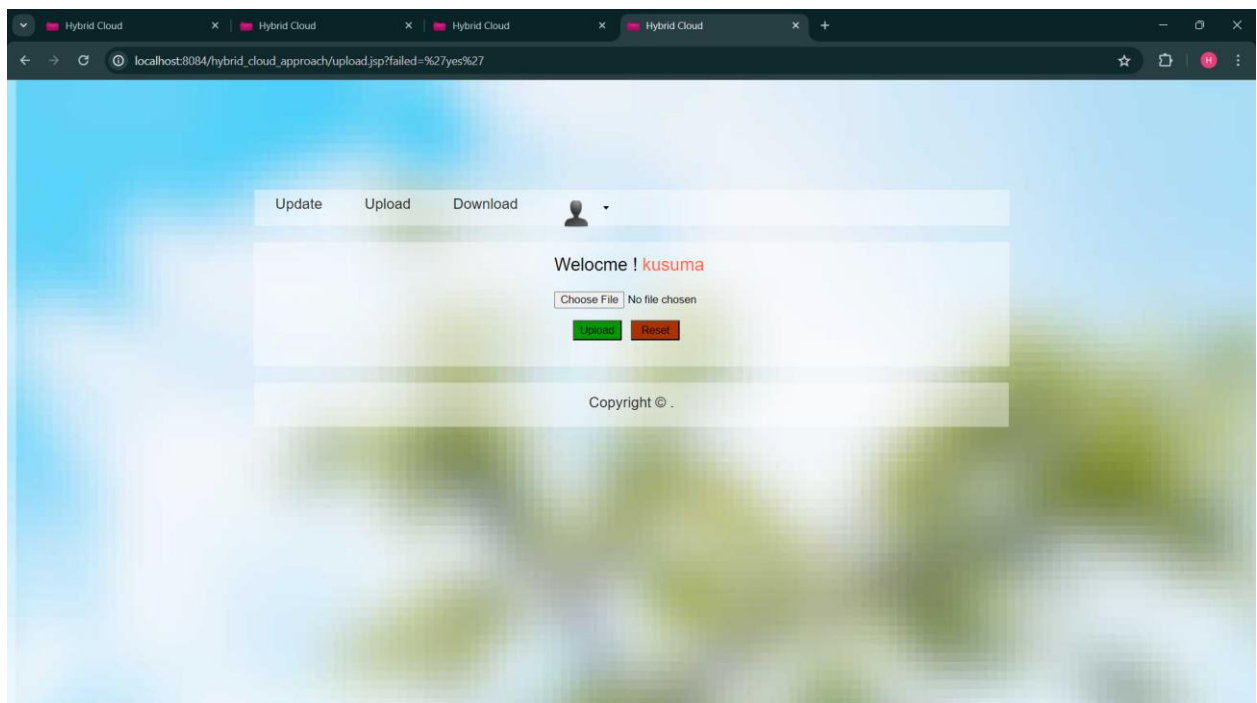 Hybrid Cloud Hybrid Cloud Hybrid Cloud Hybrid Cloud
localhost:8084/hybrid_cloud_approach/upload.jsp?failed=%27yes%27 H
Update Upload Download
Welocme ! kusuma
Choose File No file chosen
Upload Reset
Copyright © .